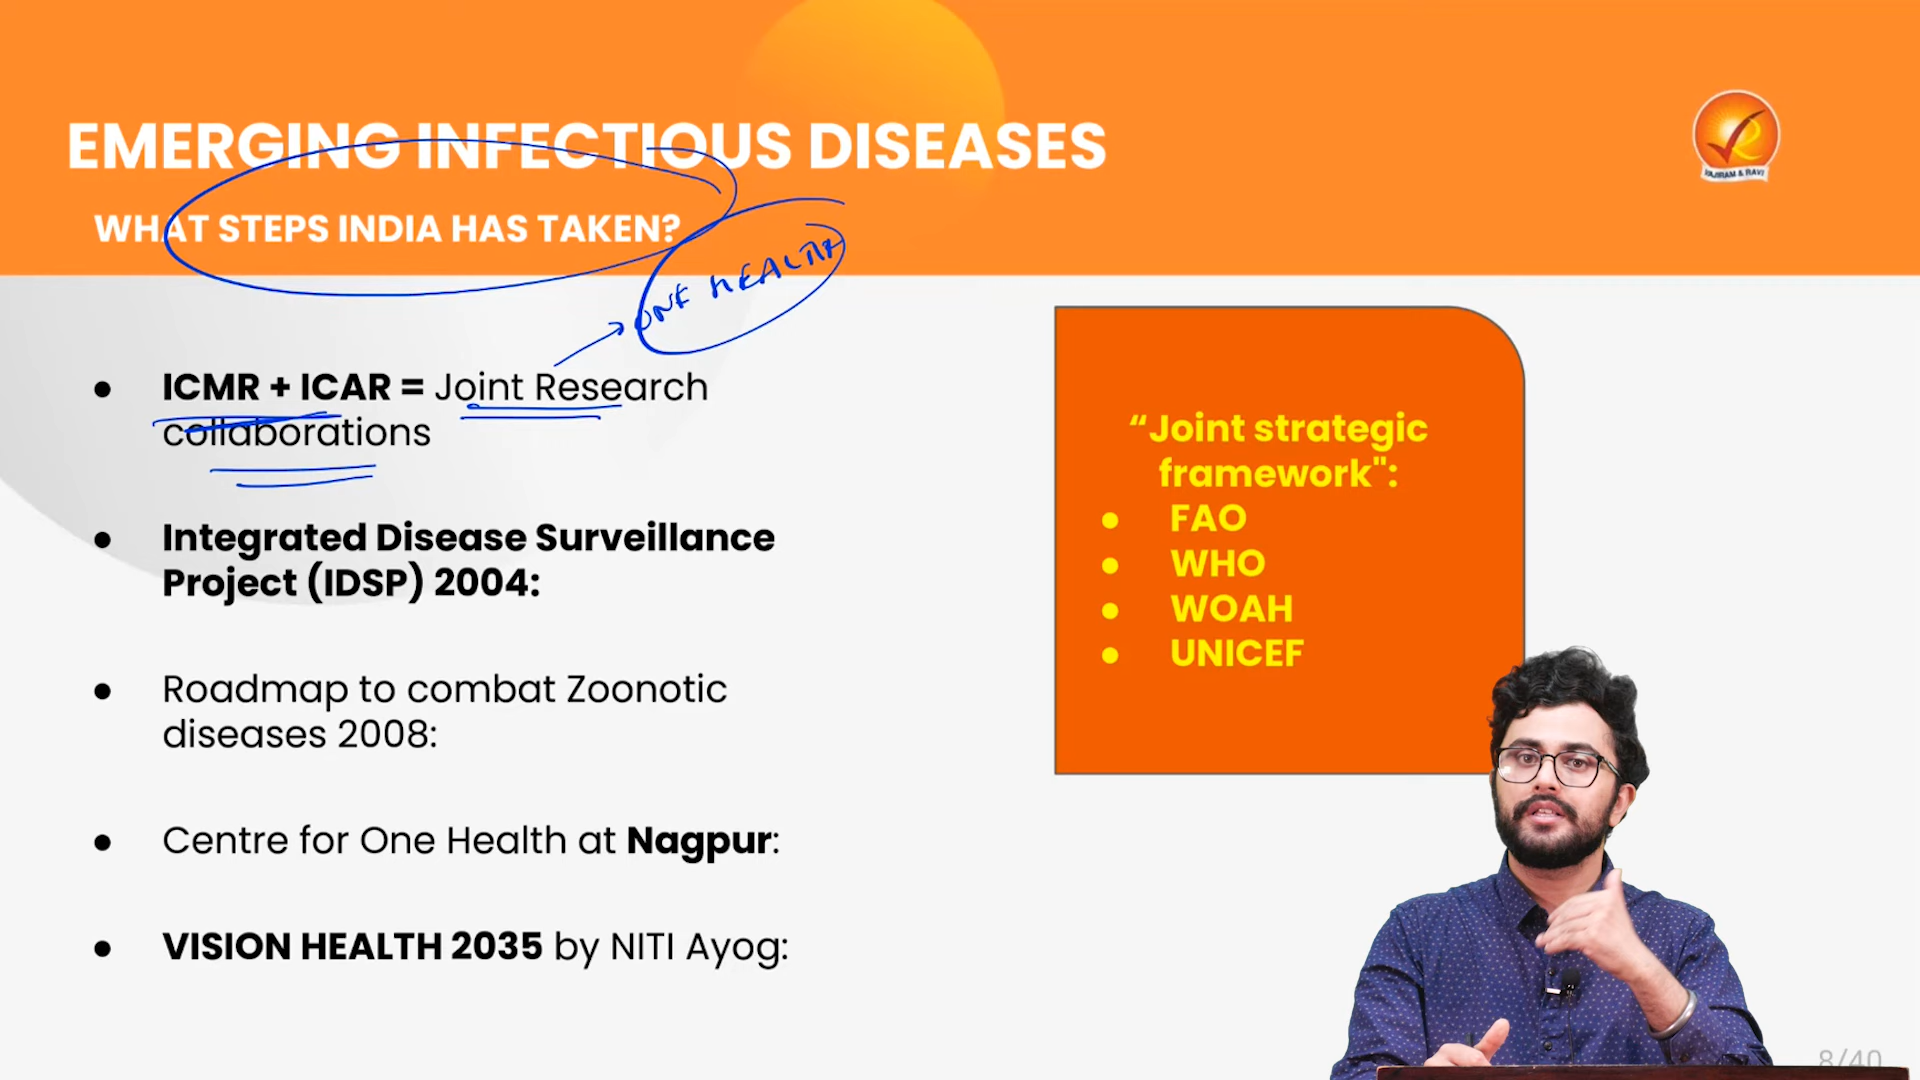 EMERGING INFECTIOUS DISEASES
WHAT STEPS INDIA HAS TAKEN?
VAJIRAM & RAVI
ONE HEALTH
● ICMR + ICAR = Joint Research
collaborations
● Integrated Disease Surveillance
Project (IDSP) 2004:
● Roadmap to combat Zoonotic
diseases 2008:
● Centre for One Health at Nagpur:
● VISION HEALTH 2035 by NITI Ayog:
“Joint strategic
framework":
● FAO
● WHO
● WOAH
● UNICEF
8/40